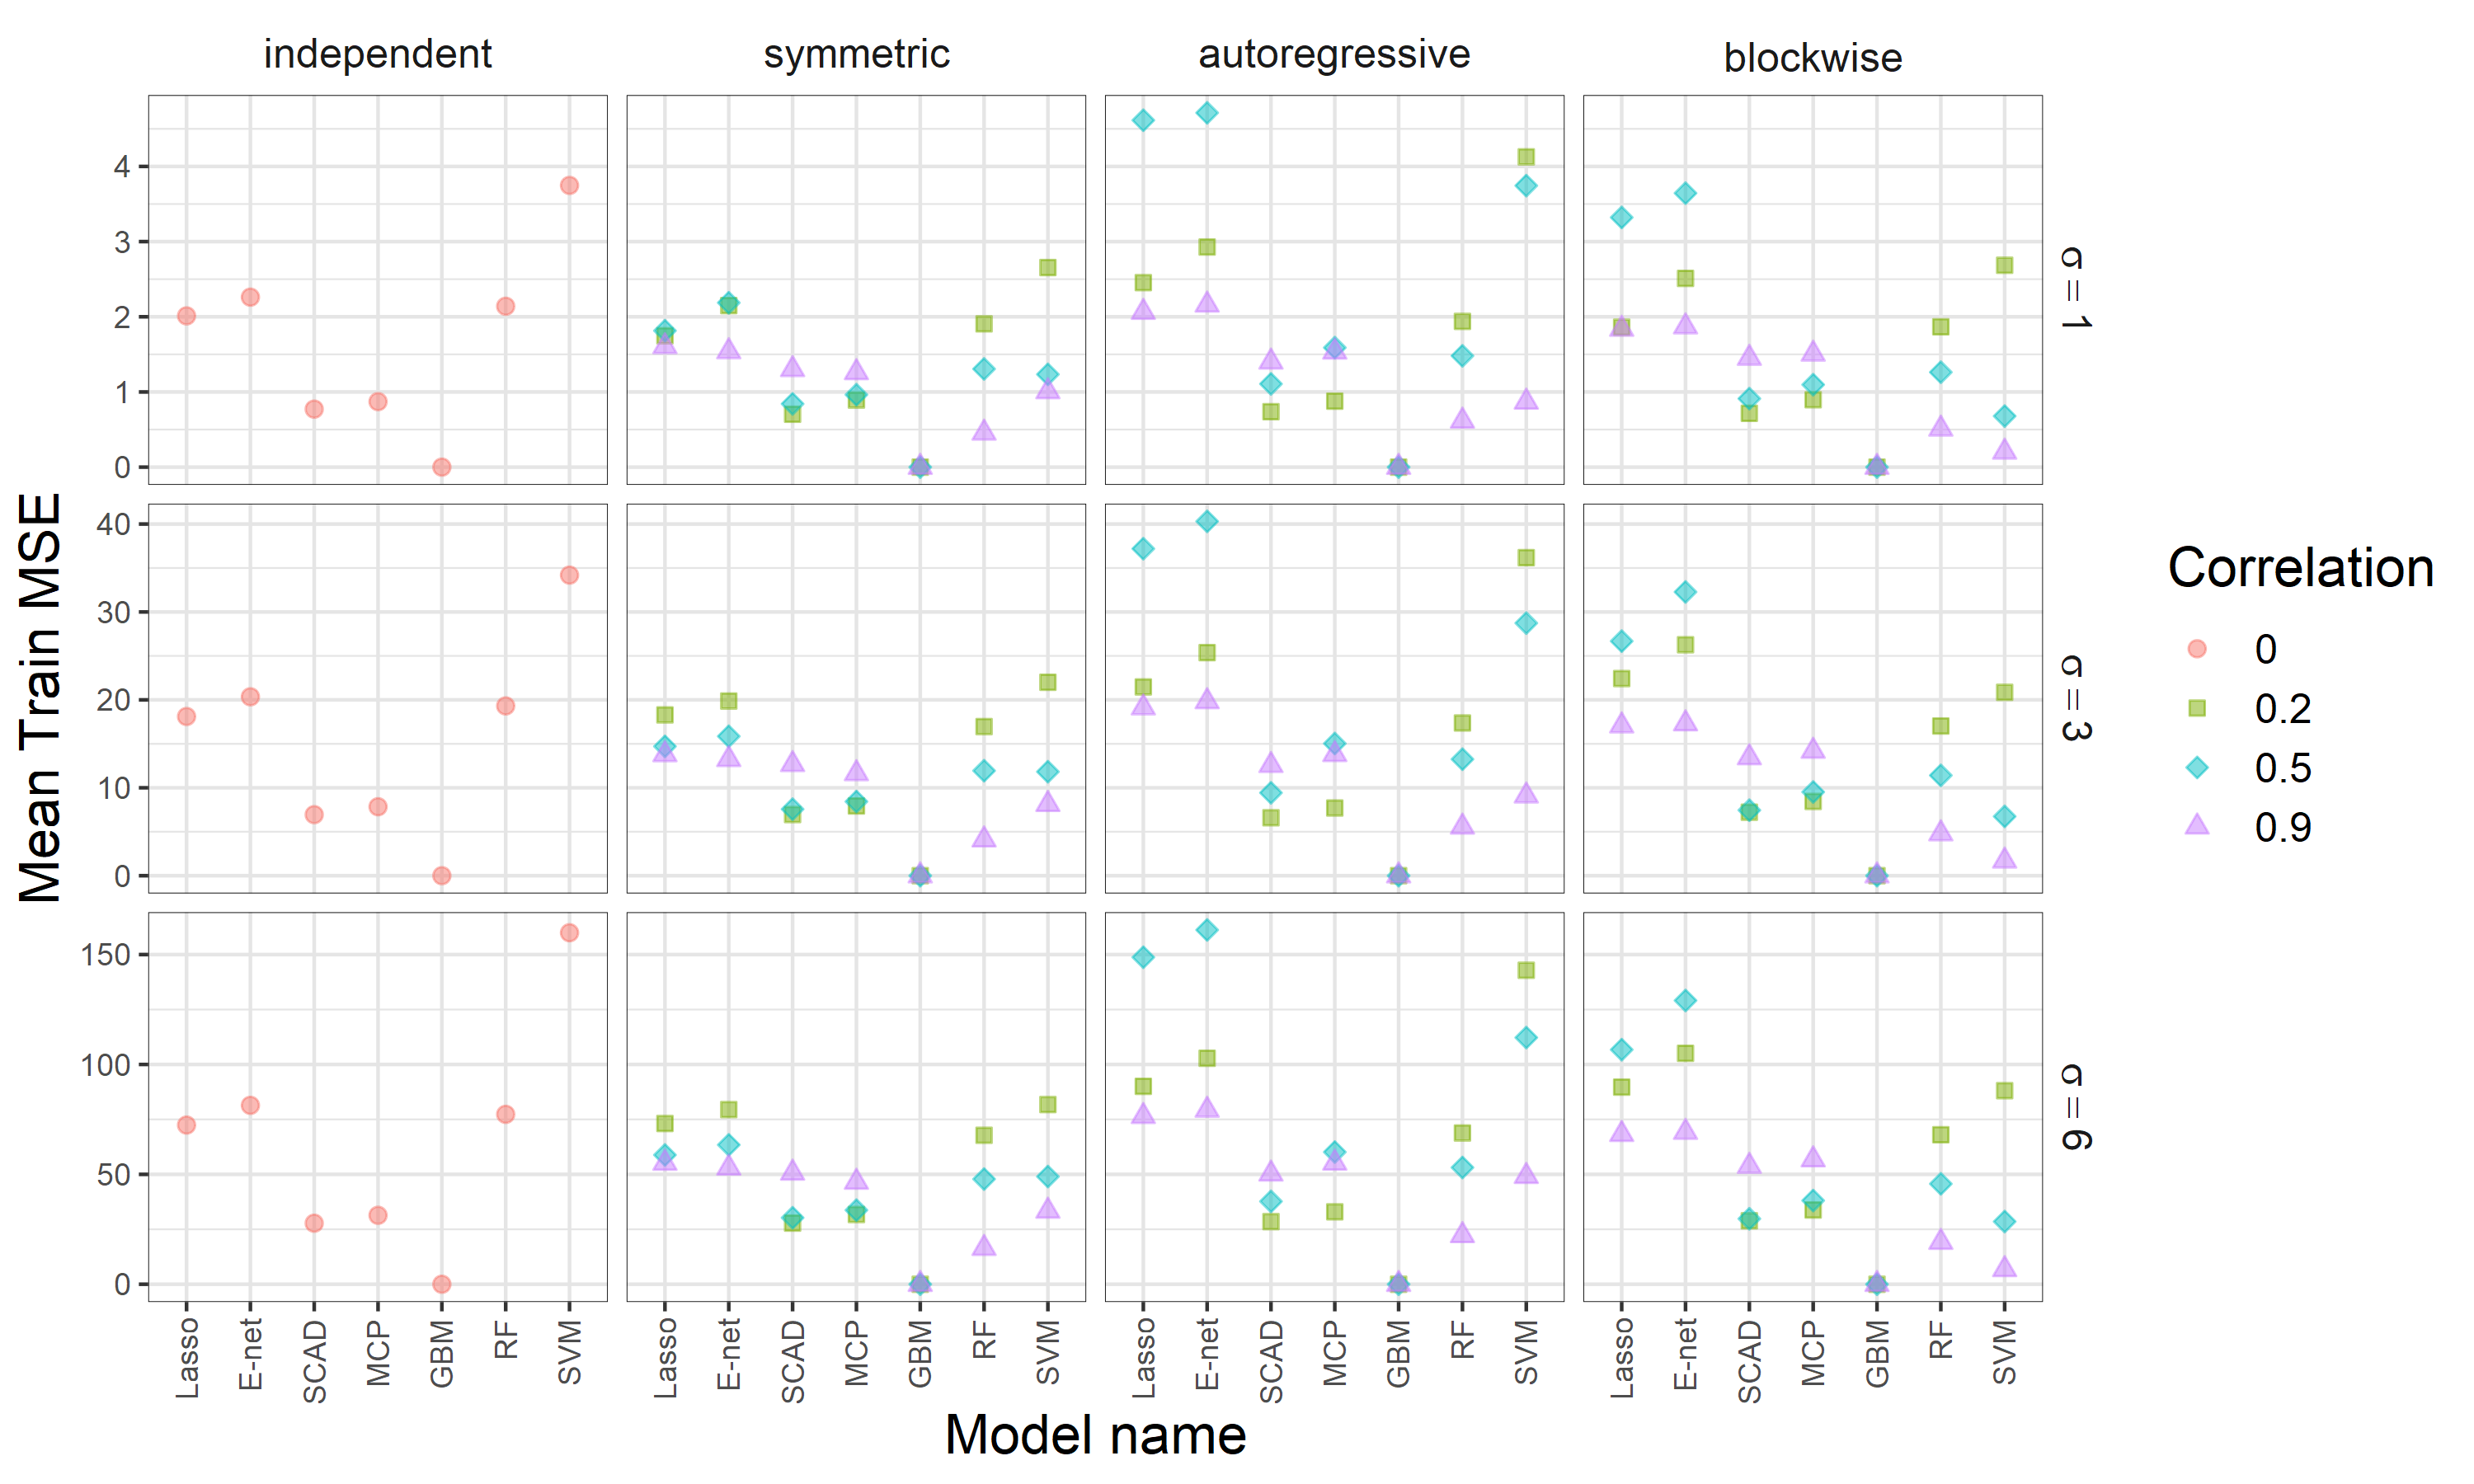 independent symmetric autoregressive blockwise
4
3
2
1
0
σ = 1
40
30
20
10
0
σ = 3
150
100
50
0
σ = 6
Mean Train MSE
Lasso E-net SCAD MCP GBM RF SVM Lasso E-net SCAD MCP GBM RF SVM Lasso E-net SCAD MCP GBM RF SVM Lasso E-net SCAD MCP GBM RF SVM
Model name
Correlation
0
0.2
0.5
0.9